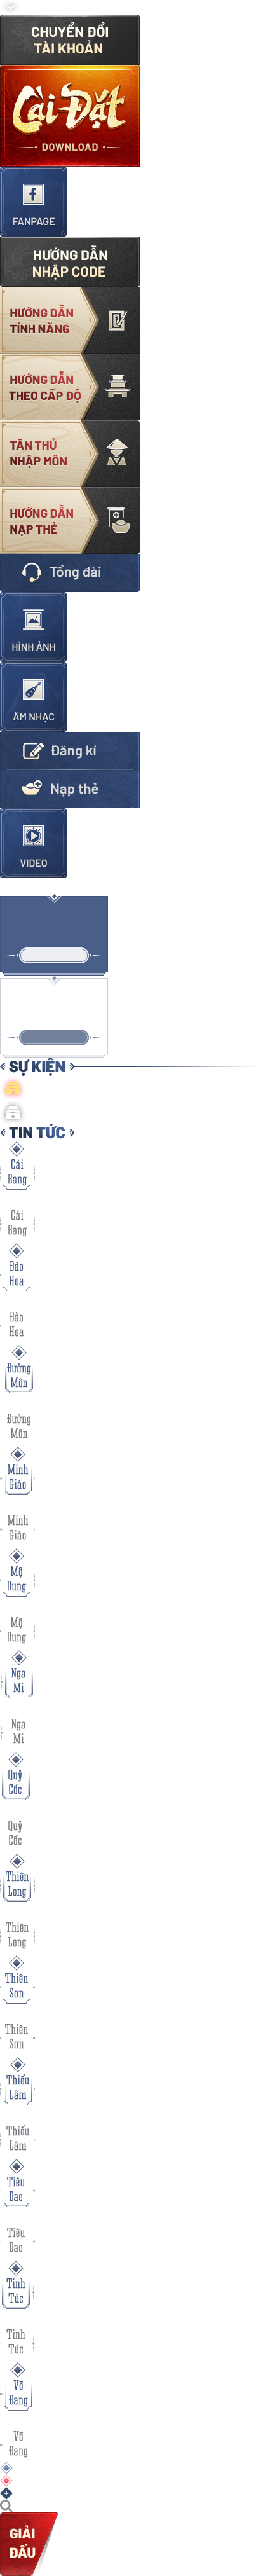 CHUYỂN ĐỔI
TÀI KHOẢN
Cài Đặt
DOWNLOAD
FANPAGE
HƯỚNG DẪN
NHẬP CODE
HƯỚNG DẪN
TÍNH NĂNG
HƯỚNG DẪN
THEO CẤP ĐỘ
TÂN THỦ
NHẬP MÔN
HƯỚNG DẪN
NẠP THẺ
Tổng đài
HÌNH ẢNH
ÂM NHẠC
Đăng kí
Nạp thẻ
VIDEO
SỰ KIỆN
TIN TỨC
Cái
Bang
Cái
Bang
Đảo
Hoa
Đảo
Hoa
Đường
Môn
Đường
Môn
Minh
Giáo
Minh
Giáo
Mộ
Dung
Mộ
Dung
Nga
Mi
Nga
Mi
Quỷ
Cốc
Quỷ
Cốc
Thiên
Long
Thiên
Long
Thiên
Sơn
Thiên
Sơn
Thiếu
Lâm
Thiếu
Lâm
Tiêu
Dao
Tiêu
Dao
Tinh
Túc
Tinh
Túc
Võ
Đang
Võ
Đang
GIẢI
ĐẤU